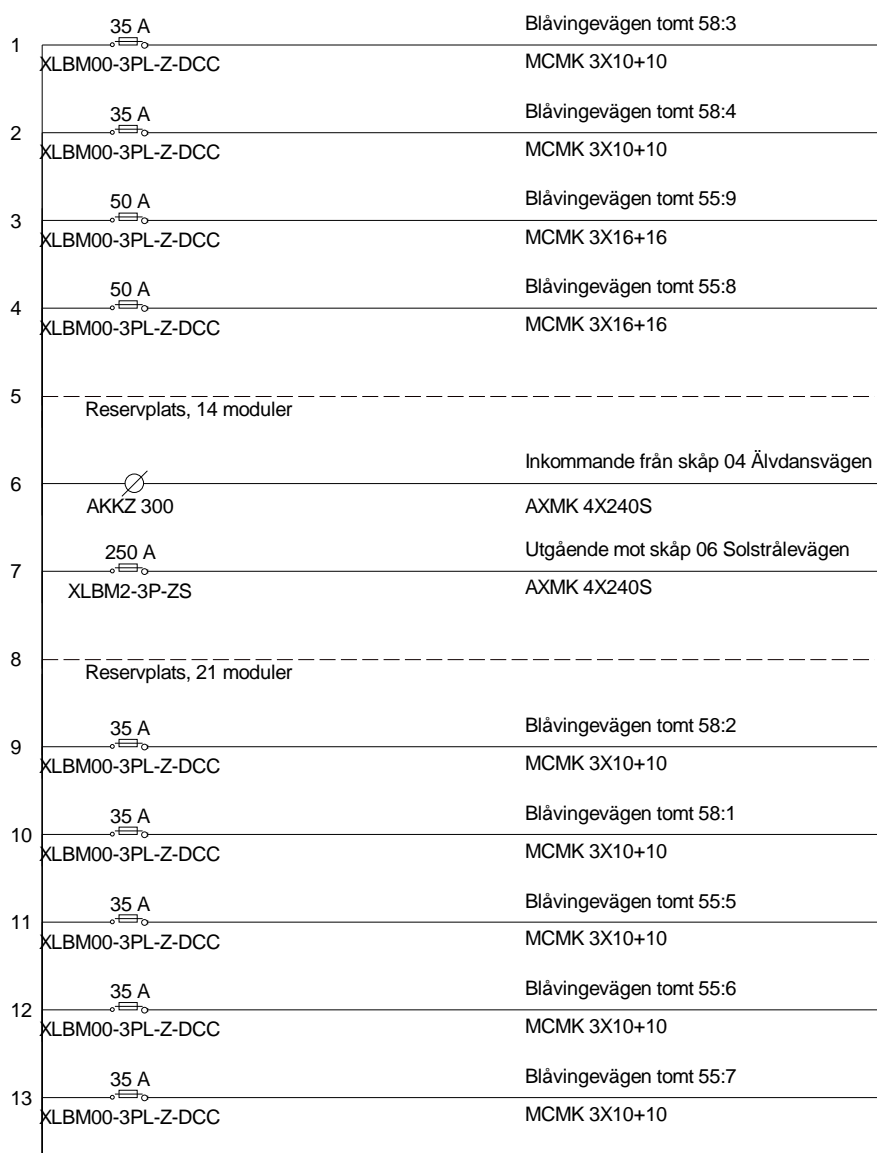 35 A
Blåvingevägen tomt 58:3
1
XLBM00-3PL-Z-DCC
MCMK 3X10+10
35 A
Blåvingevägen tomt 58:4
2
XLBM00-3PL-Z-DCC
MCMK 3X10+10
50 A
Blåvingevägen tomt 55:9
3
XLBM00-3PL-Z-DCC
MCMK 3X16+16
50 A
Blåvingevägen tomt 55:8
4
XLBM00-3PL-Z-DCC
MCMK 3X16+16
5
Reservplats, 14 moduler
Inkommande från skåp 04 Älvdansvägen
6
AKKZ 300
AXMK 4X240S
250 A
Utgående mot skåp 06 Solstrålevägen
7
XLBM2-3P-ZS
AXMK 4X240S
8
Reservplats, 21 moduler
35 A
Blåvingevägen tomt 58:2
9
XLBM00-3PL-Z-DCC
MCMK 3X10+10
35 A
Blåvingevägen tomt 58:1
10
XLBM00-3PL-Z-DCC
MCMK 3X10+10
35 A
Blåvingevägen tomt 55:5
11
XLBM00-3PL-Z-DCC
MCMK 3X10+10
35 A
Blåvingevägen tomt 55:6
12
XLBM00-3PL-Z-DCC
MCMK 3X10+10
35 A
Blåvingevägen tomt 55:7
13
XLBM00-3PL-Z-DCC
MCMK 3X10+10